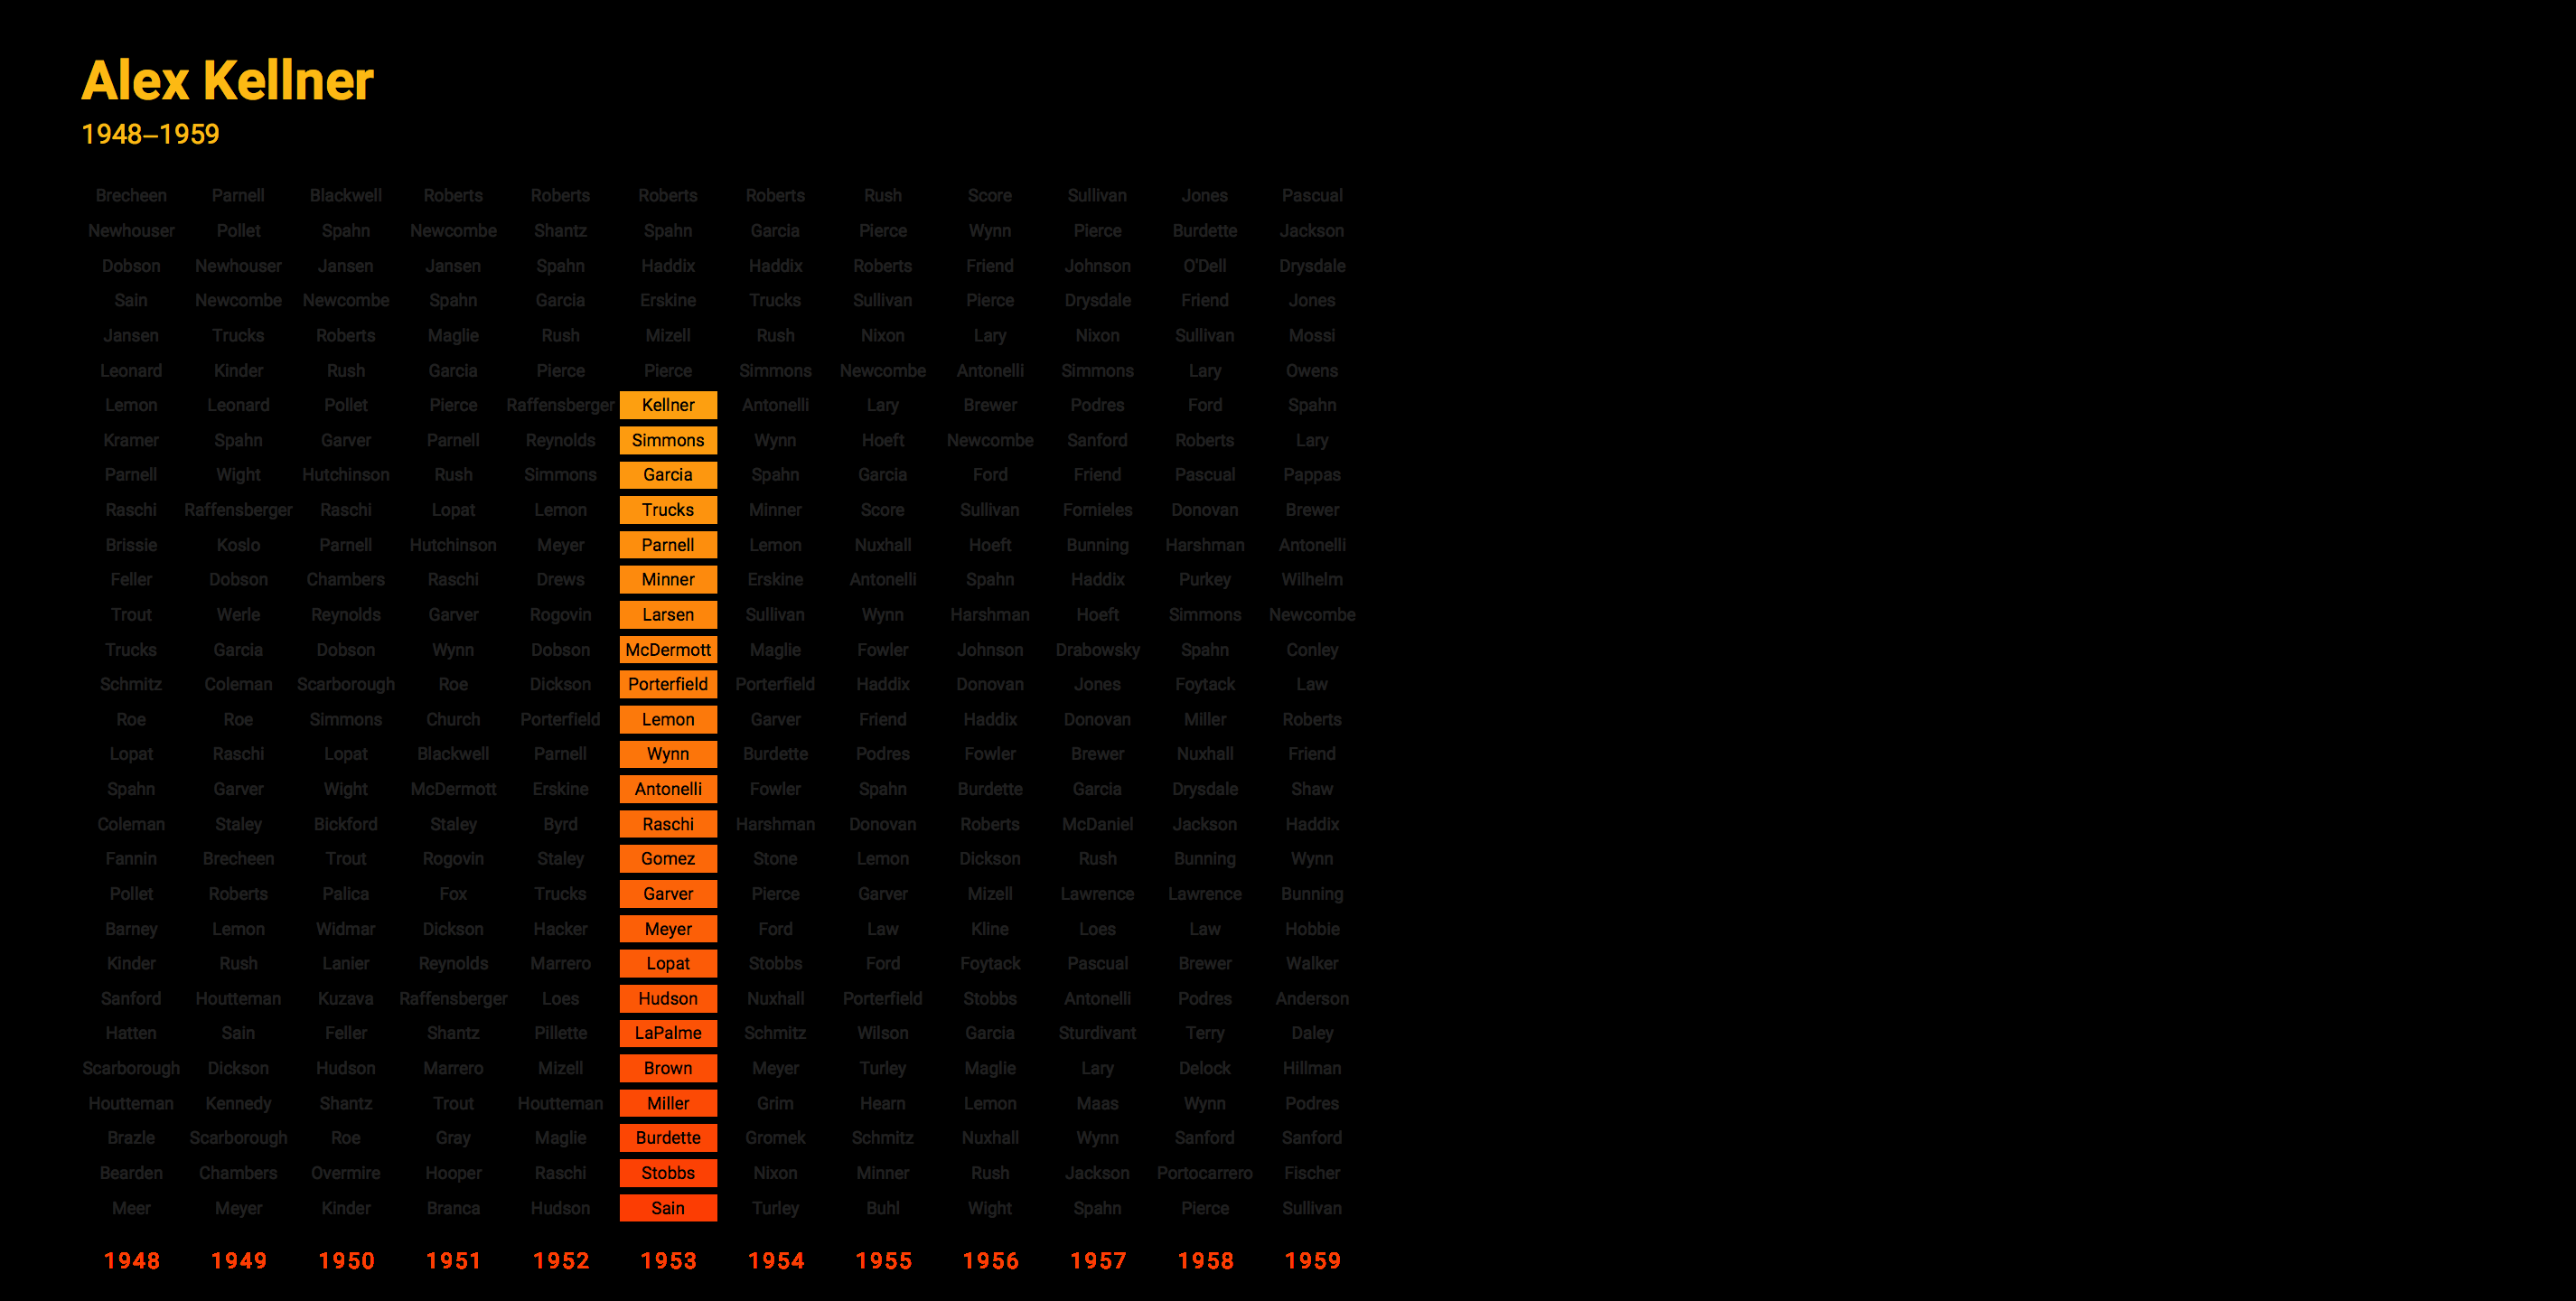 Alex Kellner
1948–1959
Brecheen Parnell Blackwell Roberts Roberts Roberts Roberts Rush Score Sullivan Jones Pascual
Newhouser Pollet Spahn Newcombe Shantz Spahn Garcia Pierce Wynn Pierce Burdette Jackson
Dobson Newhouser Jansen Jansen Spahn Haddix Haddix Roberts Friend Johnson O'Dell Drysdale
Sain Newcombe Newcombe Spahn Garcia Erskine Trucks Sullivan Pierce Drysdale Friend Jones
Jansen Trucks Roberts Maglie Rush Mizell Rush Nixon Lary Nixon Sullivan Mossi
Leonard Kinder Rush Garcia Pierce Pierce Simmons Newcombe Antonelli Simmons Lary Owens
Lemon Leonard Pollet Pierce Raffensberger Kellner Antonelli Lary Brewer Podres Ford Spahn
Kramer Spahn Garver Parnell Reynolds Simmons Wynn Hoeft Newcombe Sanford Roberts Lary
Parnell Wight Hutchinson Rush Simmons Garcia Spahn Garcia Ford Friend Pascual Pappas
Raschi Raffensberger Raschi Lopat Lemon Trucks Minner Score Sullivan Fornieles Donovan Brewer
Brissie Koslo Parnell Hutchinson Meyer Parnell Lemon Nuxhall Hoeft Bunning Harshman Antonelli
Feller Dobson Chambers Raschi Drews Minner Erskine Antonelli Spahn Haddix Purkey Wilhelm
Trout Werle Reynolds Garver Rogovin Larsen Sullivan Wynn Harshman Hoeft Simmons Newcombe
Trucks Garcia Dobson Wynn Dobson McDermott Maglie Fowler Johnson Drabowsky Spahn Conley
Schmitz Coleman Scarborough Roe Dickson Porterfield Porterfield Haddix Donovan Jones Foytack Law
Roe Roe Simmons Church Porterfield Lemon Garver Friend Haddix Donovan Miller Roberts
Lopat Raschi Lopat Blackwell Parnell Wynn Burdette Podres Fowler Brewer Nuxhall Friend
Spahn Garver Wight McDermott Erskine Antonelli Fowler Spahn Burdette Garcia Drysdale Shaw
Coleman Staley Bickford Staley Byrd Raschi Harshman Donovan Roberts McDaniel Jackson Haddix
Fannin Brecheen Trout Rogovin Staley Gomez Stone Lemon Dickson Rush Bunning Wynn
Pollet Roberts Palica Fox Trucks Garver Pierce Garver Mizell Lawrence Lawrence Bunning
Barney Lemon Widmar Dickson Hacker Meyer Ford Law Kline Loes Law Hobbie
Kinder Rush Lanier Reynolds Marrero Lopat Stobbs Ford Foytack Pascual Brewer Walker
Sanford Houtteman Kuzava Raffensberger Loes Hudson Nuxhall Porterfield Stobbs Antonelli Podres Anderson
Hatten Sain Feller Shantz Pillette LaPalme Schmitz Wilson Garcia Sturdivant Terry Daley
Scarborough Dickson Hudson Marrero Mizell Brown Meyer Turley Maglie Lary Delock Hillman
Houtteman Kennedy Shantz Trout Houtteman Miller Grim Hearn Lemon Maas Wynn Podres
Brazle Scarborough Roe Gray Maglie Burdette Gromek Schmitz Nuxhall Wynn Sanford Sanford
Bearden Chambers Overmire Hooper Raschi Stobbs Nixon Minner Rush Jackson Portocarrero Fischer
Meer Meyer Kinder Branca Hudson Sain Turley Buhl Wight Spahn Pierce Sullivan
1948 1949 1950 1951 1952 1953 1954 1955 1956 1957 1958 1959